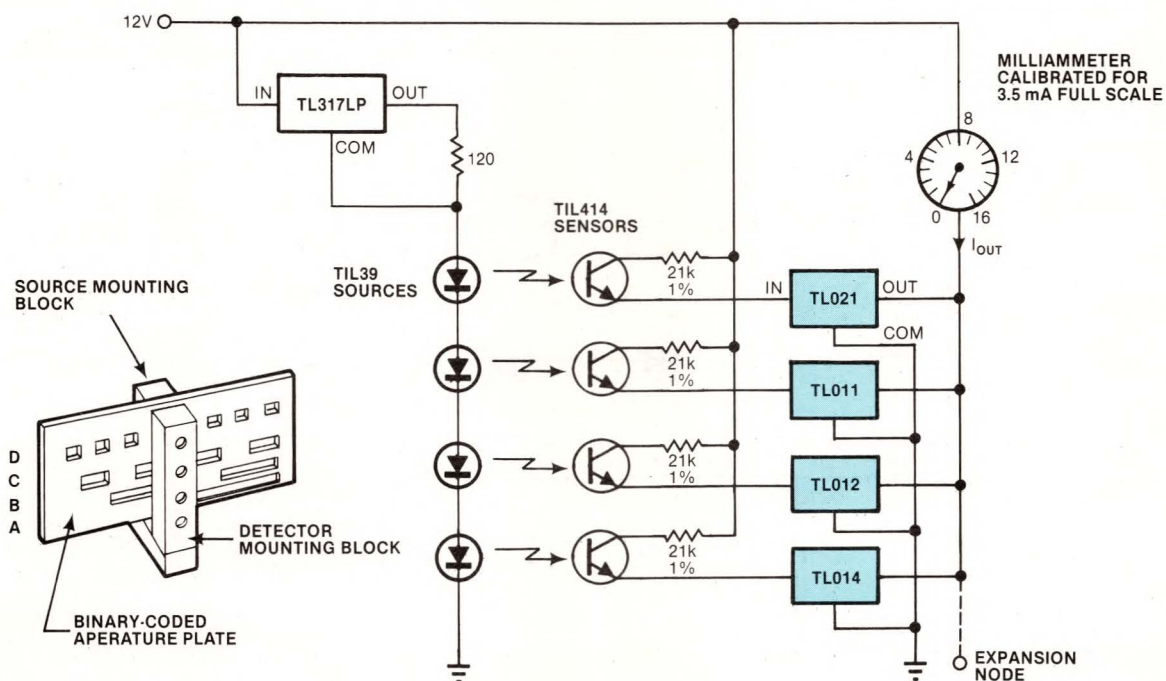 12V
IN
TL317LP
OUT
COM
120
MILLIAMMETER
CALIBRATED FOR
3.5 mA FULL SCALE
0
4
8
12
16
I OUT
TIL414
SENSORS
TIL39
SOURCES
21k
1%
IN
TL021
OUT
COM
21k
1%
TL011
21k
1%
TL012
21k
1%
TL014
EXPANSION
NODE
SOURCE MOUNTING
BLOCK
D
C
B
A
DETECTOR
MOUNTING BLOCK
BINARY-CODED
APERATURE PLATE